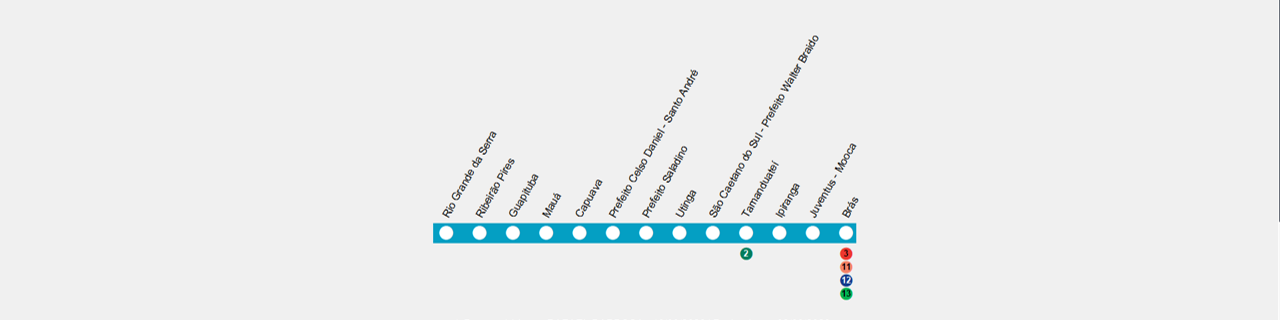 Rio Grande da Serra
Ribeirão Pires
Guapituba
Mauá
Capuava
Prefeito Celso Daniel - Santo André
Prefeito Saladino
Utinga
São Caetano do Sul - Prefeito Walter Braido
Tamanduateí
Ipiranga
Juventus - Mooca
Brás
2
3
11
12
13